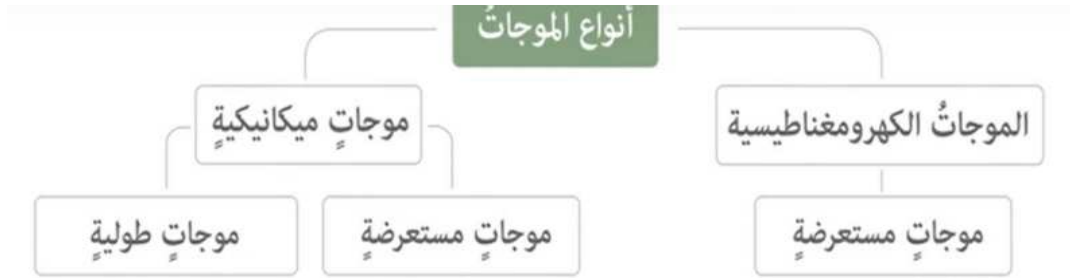 أنواع الموجاتُ
الموجاتُ الكهرومغناطيسية
موجاتٍ ميكانيكيةٍ
موجاتٍ مستعرضةٍ
موجاتٍ مستعرضةٍ
موجاتٍ طوليةٍ